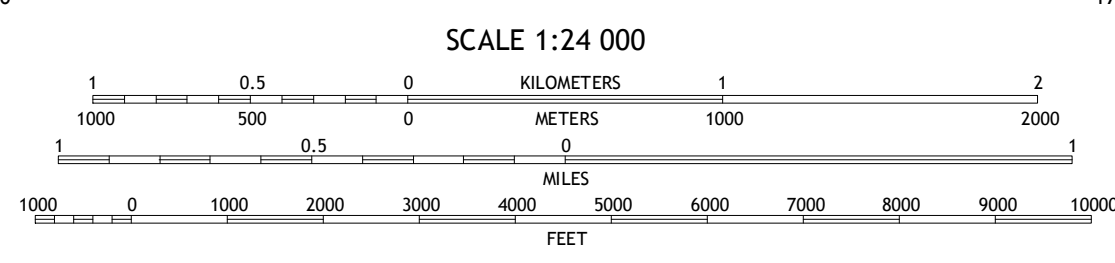 SCALE 1:24 000
1 0.5 0 KILOMETERS 1 2
1000 500 0 METERS 1000 2000
1 0.5 0 1
MILES
1000 0 1000 2000 3000 4000 5000 6000 7000 8000 9000 10000
FEET